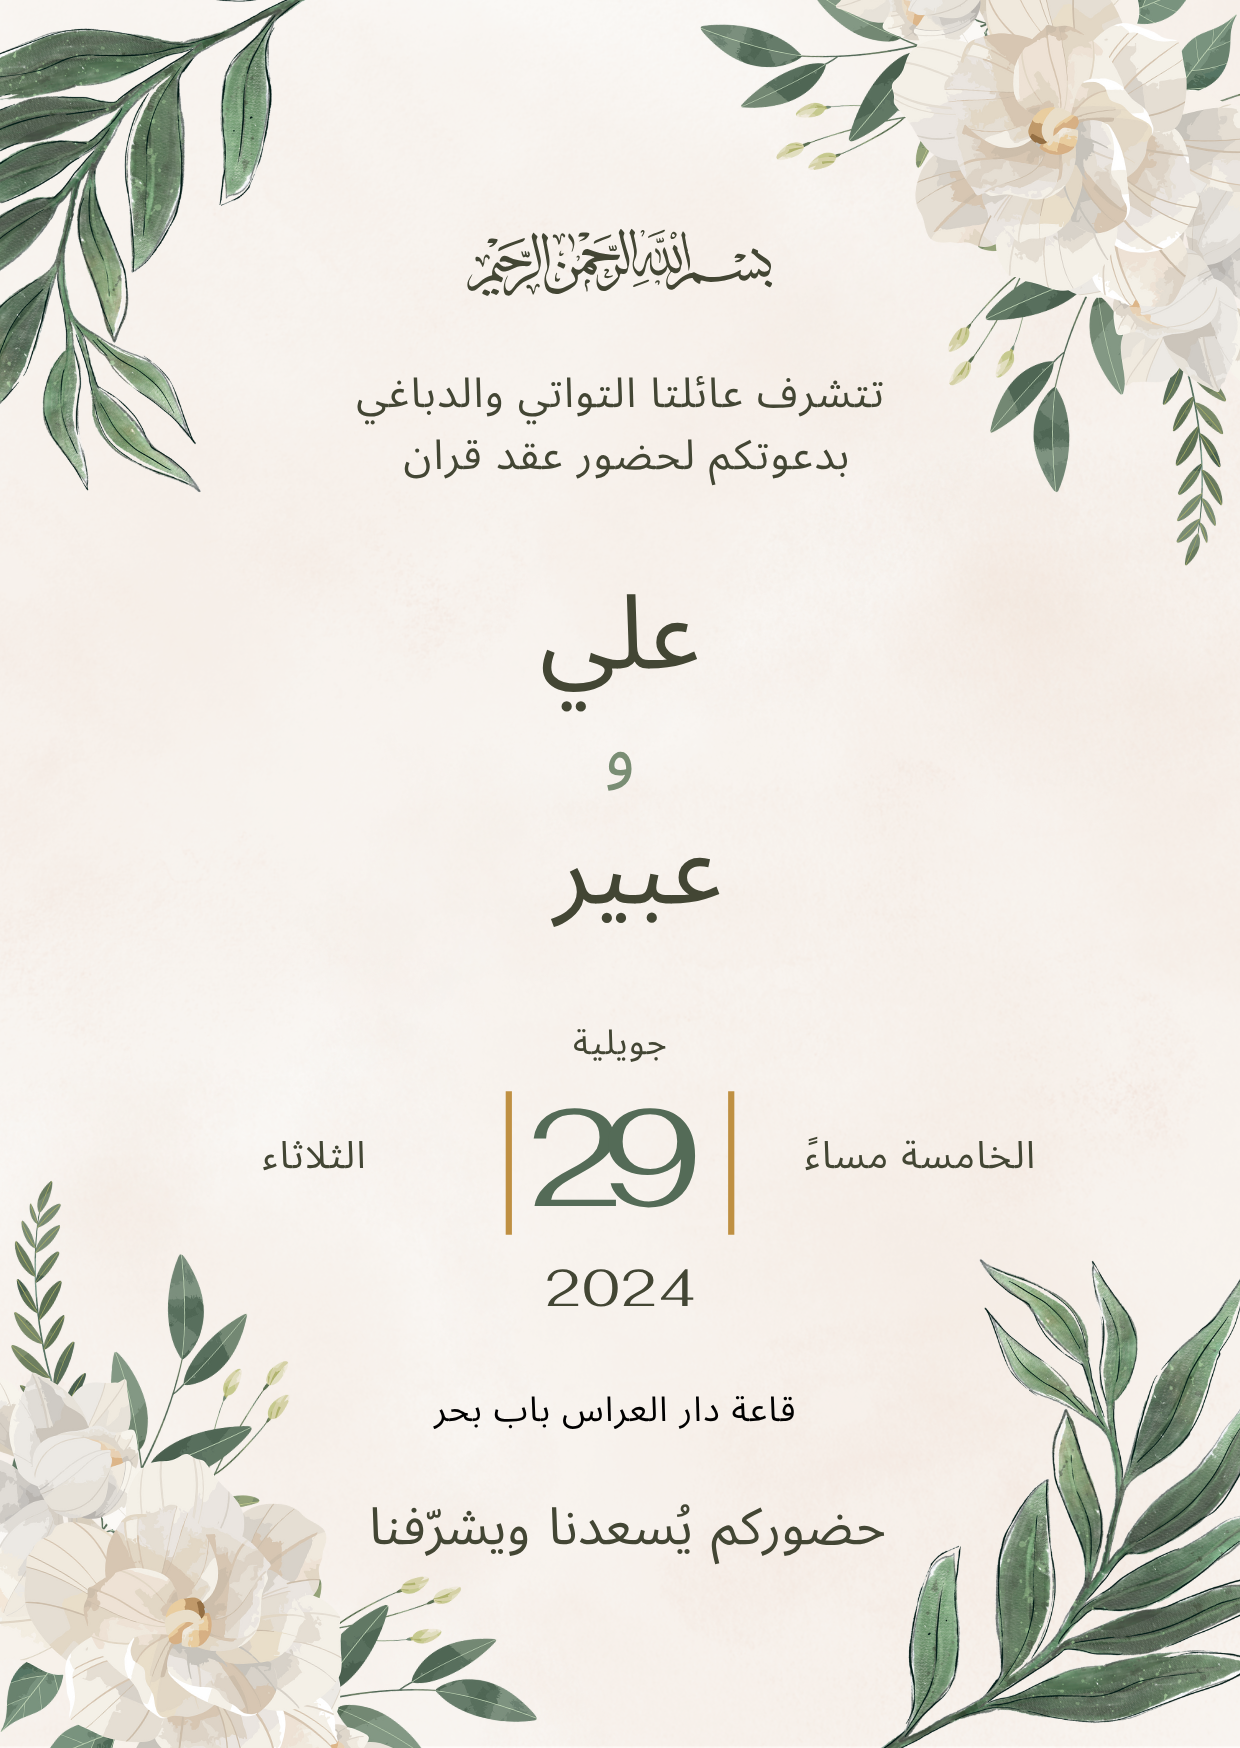 بسم الله الرحمن الرحيم
تتشرف عائلتا التواتي والدباغي
بدعوتكم لحضور عقد قران
علي
و
عبير
جويلية
الخامسة مساءً
29
الثلاثاء
2024
قاعة دار العراس باب بحر
حضوركم يُسعدنا ويشرّفنا